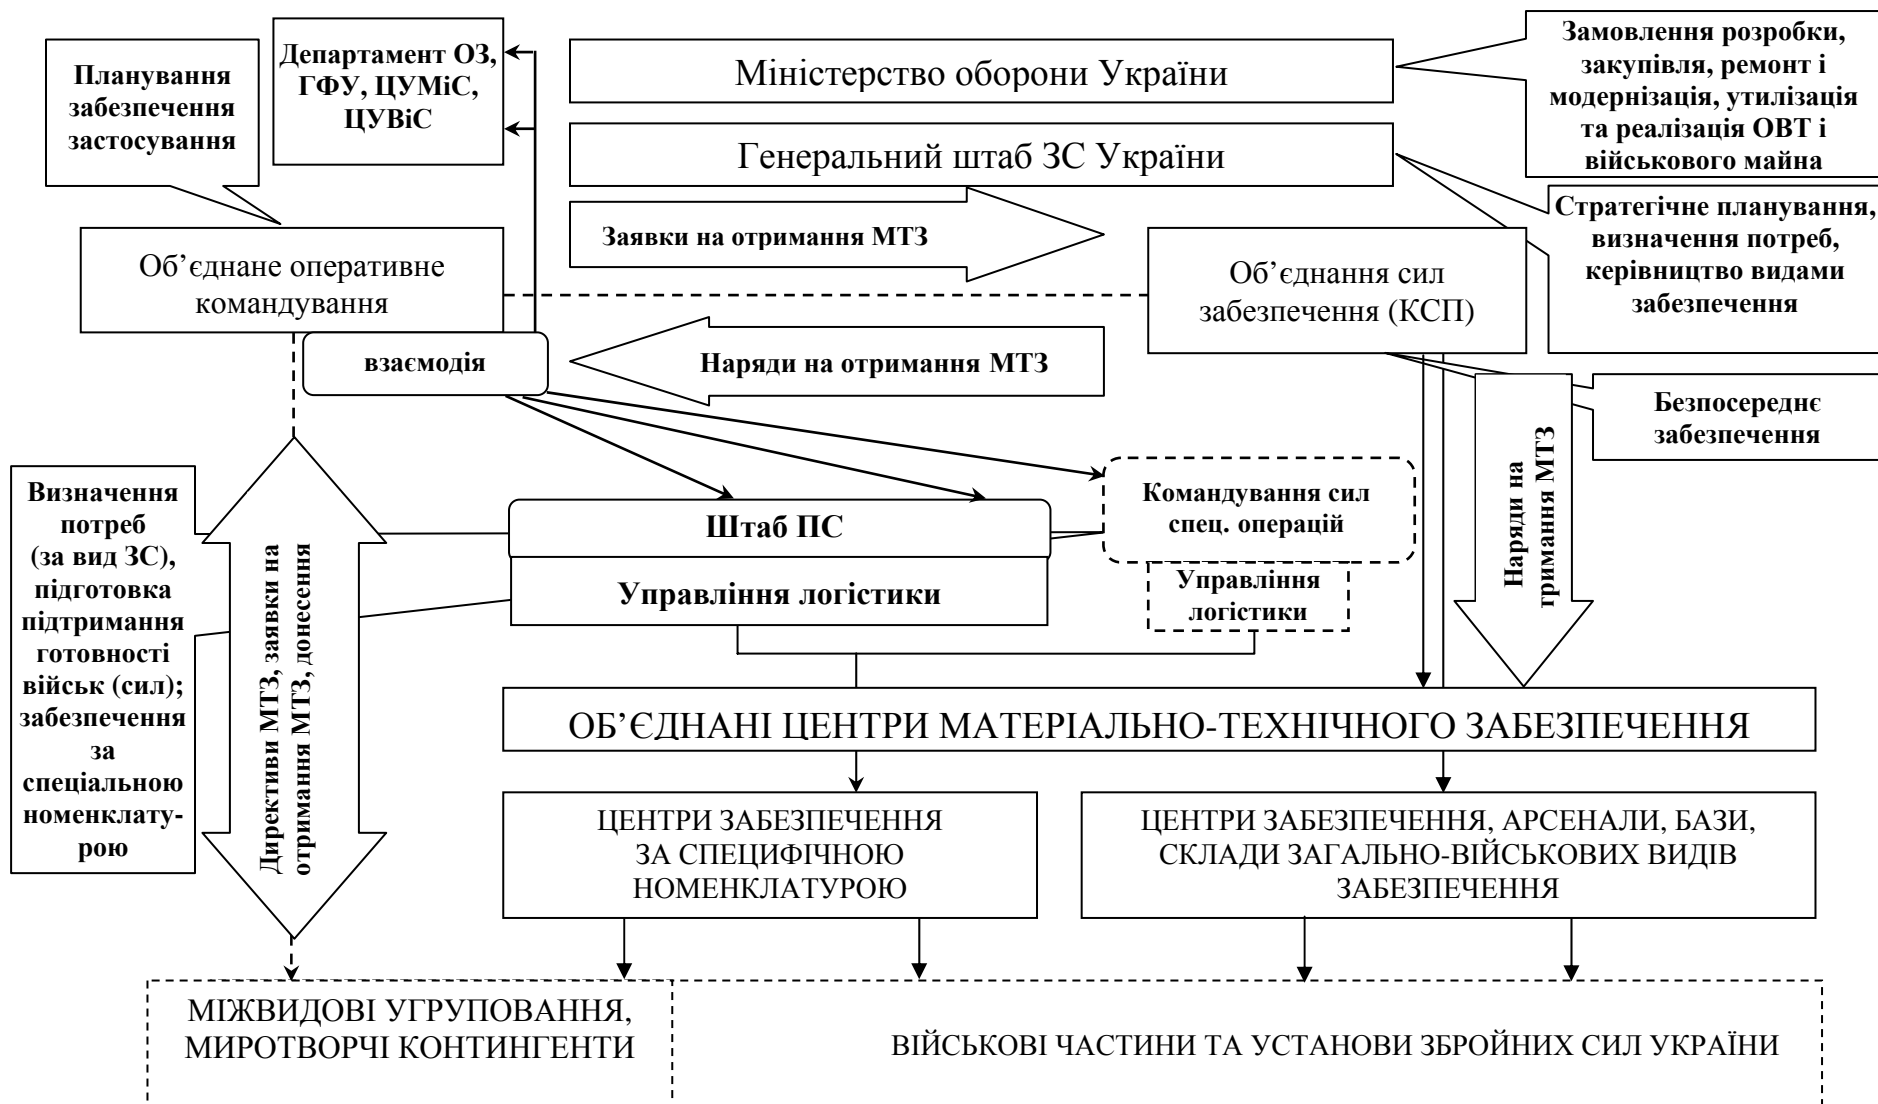 Департамент ОЗ,
ГФУ, ЦУМіС,
ЦУВіС
Планування
забезпечення
застосування
Міністерство оборони України
Генеральний штаб ЗС України
Замовлення розробки,
закупівля, ремонт і
модернізація, утилізація
та реалізація ОВТ і
військового майна
Стратегічне планування,
визначення потреб,
керівництво видами
забезпечення
Заявки на отримання МТЗ
Об’єднане оперативне
командування
Об’єднання сил
забезпечення (КСП)
взаємодія
Наряди на отримання МТЗ
Безпосереднє
забезпечення
Наряди на
тримання МТЗ
Визначення
потреб
(за вид ЗС),
підготовка
підтримання
готовності
військ (сил);
забезпечення
за
спеціальною
номенклату-
рою
Директиви МТЗ, заявки на
отримання МТЗ, донесення
Штаб ПС
Управління логістики
Командування сил
спец. операцій
Управління
логістики
ОБ’ЄДНАНІ ЦЕНТРИ МАТЕРІАЛЬНО-ТЕХНІЧНОГО ЗАБЕЗПЕЧЕННЯ
ЦЕНТРИ ЗАБЕЗПЕЧЕННЯ
ЗА СПЕЦИФІЧНОЮ
НОМЕНКЛАТУРОЮ
ЦЕНТРИ ЗАБЕЗПЕЧЕННЯ, АРСЕНАЛИ, БАЗИ,
СКЛАДИ ЗАГАЛЬНО-ВІЙСЬКОВИХ ВИДІВ
ЗАБЕЗПЕЧЕННЯ
МІЖВИДОВІ УГРУПОВАННЯ,
МИРОТВОРЧІ КОНТИНГЕНТИ
ВІЙСЬКОВІ ЧАСТИНИ ТА УСТАНОВИ ЗБРОЙНИХ СИЛ УКРАЇНИ